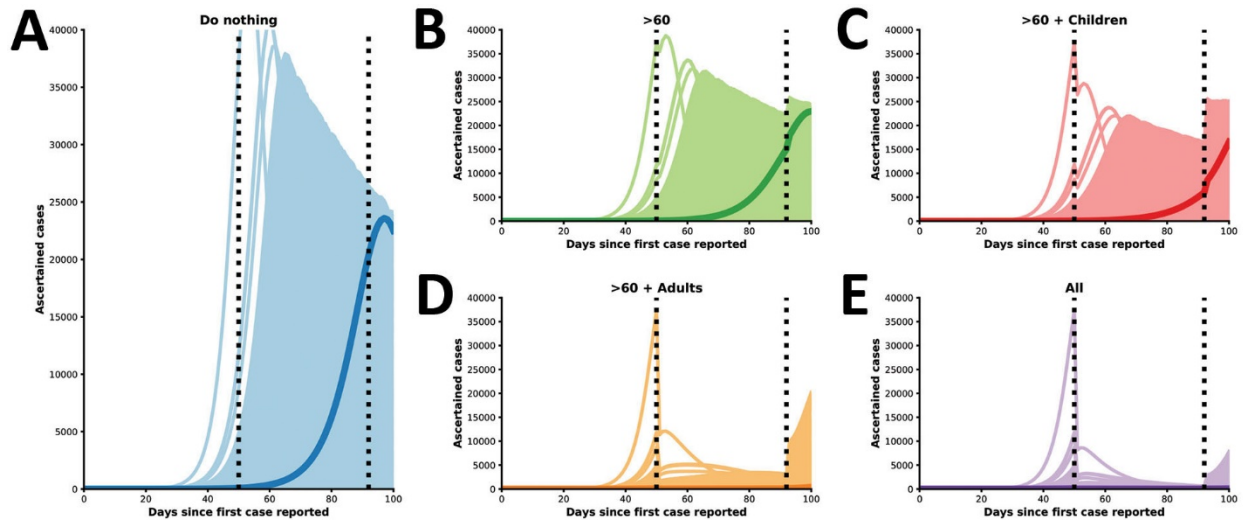 A
Do nothing
40000
35000
30000
25000
20000
15000
10000
5000
0
Ascertained cases
0 20 40 60 80 100
Days since first case reported
B
>60
40000
35000
30000
25000
20000
15000
10000
5000
0
Ascertained cases
0 20 40 60 80 100
Days since first case reported
C
>60 + Children
40000
35000
30000
25000
20000
15000
10000
5000
0
Ascertained cases
0 20 40 60 80 100
Days since first case reported
D
>60 + Adults
40000
35000
30000
25000
20000
15000
10000
5000
0
Ascertained cases
0 20 40 60 80 100
Days since first case reported
E
All
40000
35000
30000
25000
20000
15000
10000
5000
0
Ascertained cases
0 20 40 60 80 100
Days since first case reported